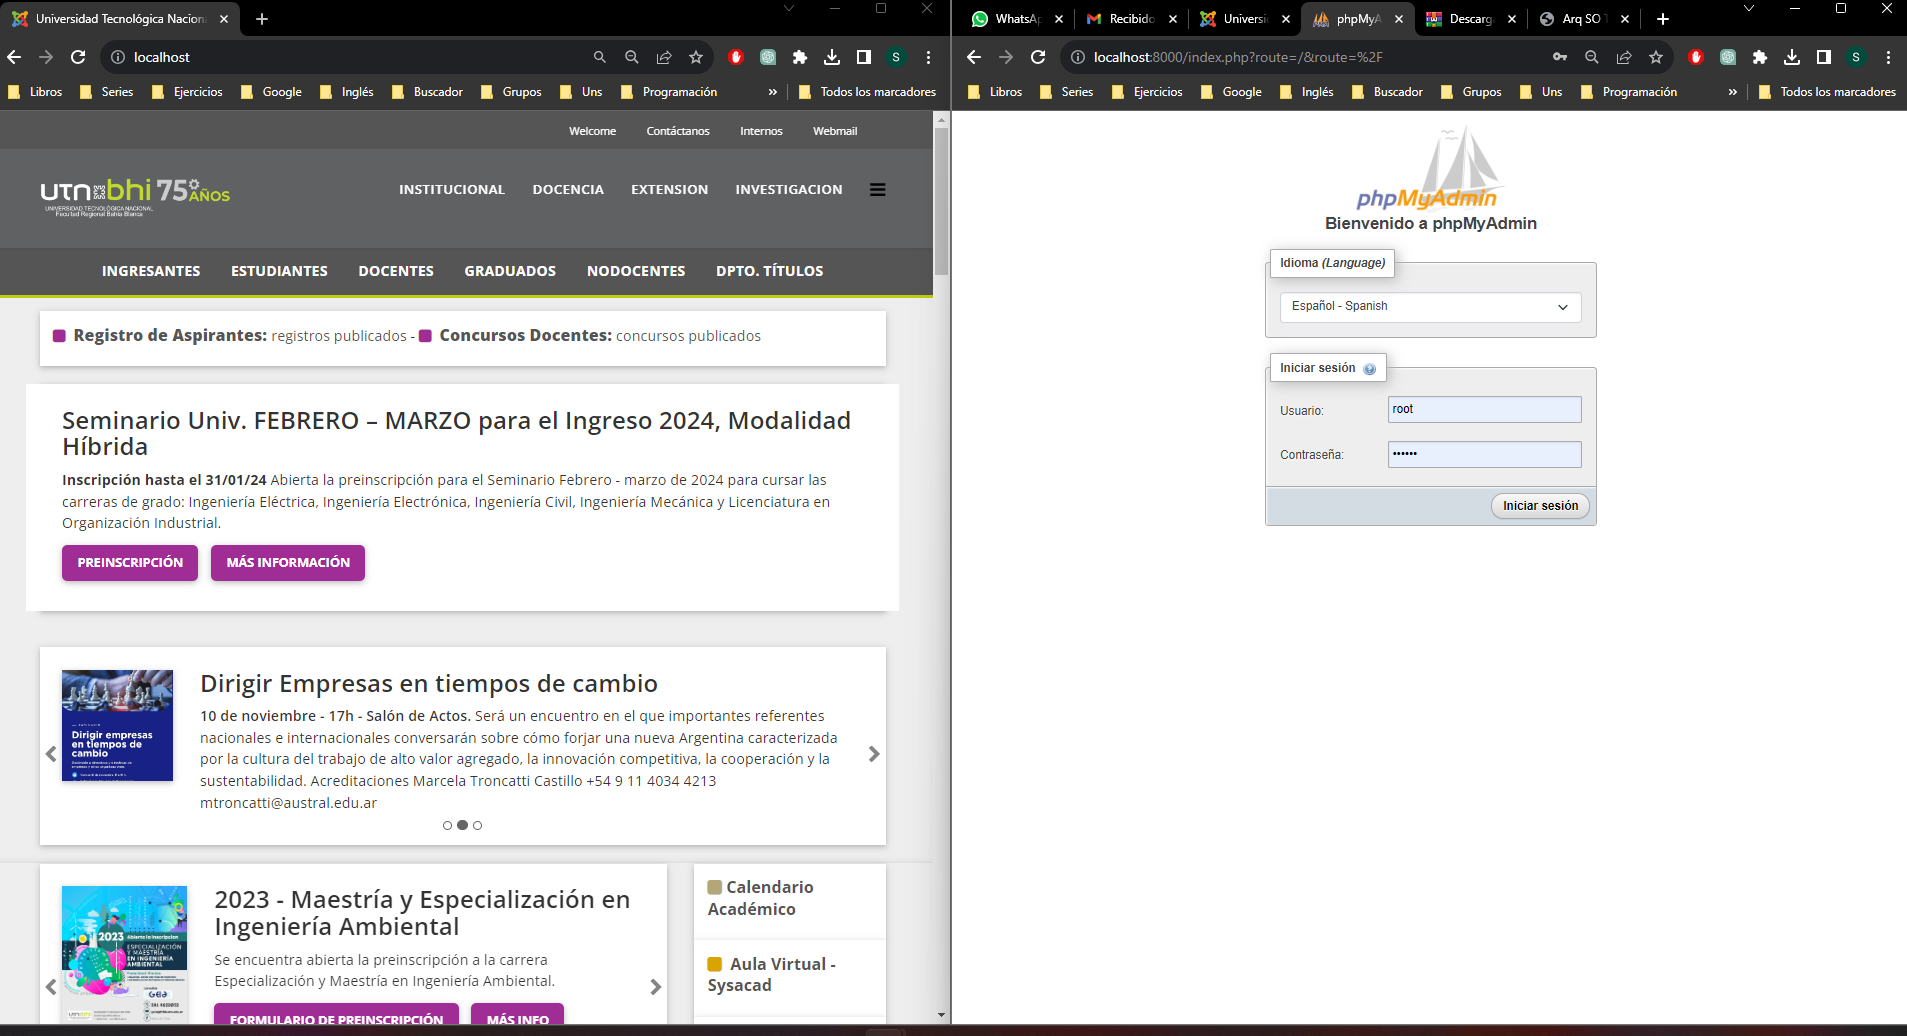 Universidad Tecnológica Nacion
localhost
Libros Series Ejercicios Google Inglés Buscador Grupos Uns Programación » Todos los marcadores
Welcome Contáctanos Internos Webmail
utn bhi 75 AÑOS
UNIVERSIDAD TECNOLÓGICA NACIONAL
Facultad Regional Bahía Blanca
INSTITUCIONAL DOCENCIA EXTENSION INVESTIGACION
INGRESANTES ESTUDIANTES DOCENTES GRADUADOS NODOCENTES DPTO. TÍTULOS
Registro de Aspirantes: registros publicados - Concursos Docentes: concursos publicados
Seminario Univ. FEBRERO – MARZO para el Ingreso 2024, Modalidad
Híbrida
Inscripción hasta el 31/01/24 Abierta la preinscripción para el Seminario Febrero - marzo de 2024 para cursar las
carreras de grado: Ingeniería Eléctrica, Ingeniería Electrónica, Ingeniería Civil, Ingeniería Mecánica y Licenciatura en
Organización Industrial.
PREINSCRIPCIÓN MÁS INFORMACIÓN
Dirigir empresas
en tiempos de
cambio
Dirigir Empresas en tiempos de cambio
10 de noviembre - 17h - Salón de Actos. Será un encuentro en el que importantes referentes
nacionales e internacionales conversarán sobre cómo forjar una nueva Argentina caracterizada
por la cultura del trabajo de alto valor agregado, la innovación competitiva, la cooperación y la
sustentabilidad. Acreditaciones Marcela Troncatti Castillo +54 9 11 4034 4213
mtroncatti@austral.edu.ar
2023 Abierta la inscripción
ESPECIALIZACIÓN
Y MAESTRÍA
EN INGENIERÍA
AMBIENTAL
2023 - Maestría y Especialización en
Ingeniería Ambiental
Se encuentra abierta la preinscripción a la carrera
Especialización y Maestría en Ingeniería Ambiental.
FORMULARIO DE PREINSCRIPCIÓN MÁS INFO
Calendario
Académico
Aula Virtual -
Sysacad
WhatsAp Recibido Universid phpMyA Descarg Arq SO T
localhost:8000/index.php?route=/&route=%2F
S
Libros Series Ejercicios Google Inglés Buscador Grupos Uns Programación » Todos los marcadores
phpMyAdmin
Bienvenido a phpMyAdmin
Idioma (Language)
Español - Spanish
Iniciar sesión
Usuario: root
Contraseña: ••••••
Iniciar sesión